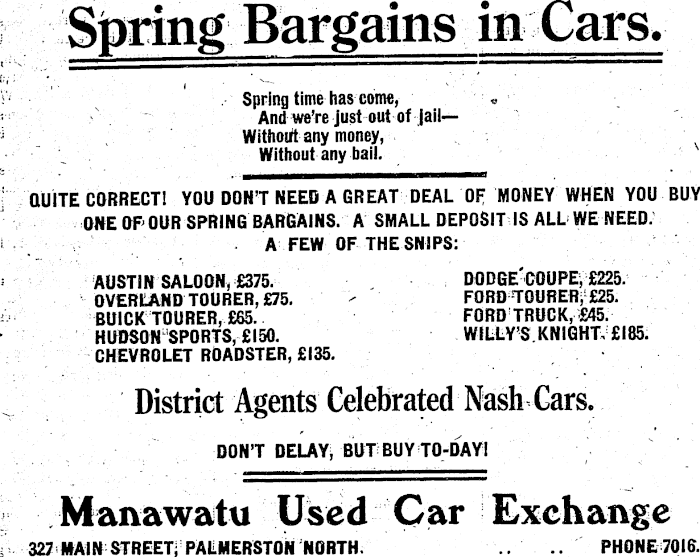 Spring Bargains in Cars.
Spring time has come,
And we're just out of jail—
Without any money,
Without any bail.
QUITE CORRECT! YOU DON'T NEED A GREAT DEAL OF MONEY WHEN YOU BUY
ONE OF OUR SPRING BARGAINS. A SMALL DEPOSIT IS ALL WE NEED.
A FEW OF THE SNIPS:
AUSTIN SALOON, £375.
OVERLAND TOURER, £75.
BUICK TOURER, £65.
HUDSON SPORTS, £150.
CHEVROLET ROADSTER, £135.
DODGE COUPE, £225.
FORD TOURER, £25.
FORD TRUCK, £45.
WILLY'S KNIGHT, £185.
District Agents Celebrated Nash Cars.
DON'T DELAY, BUT BUY TO-DAY!
Manawatu Used Car Exchange
327 MAIN STREET, PALMERSTON NORTH. .. .. PHONE 7016.